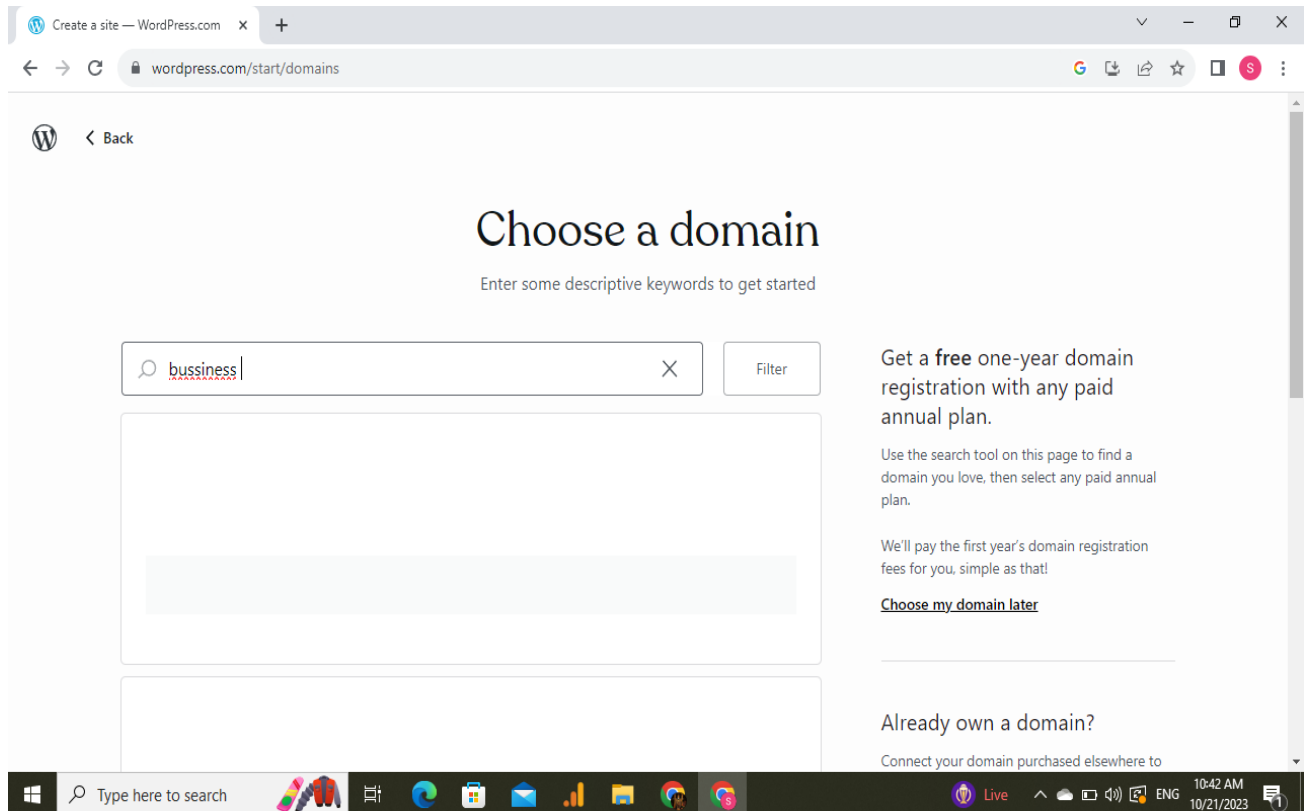 Create a site — WordPress.com
wordpress.com/start/domains
Back
Choose a domain
Enter some descriptive keywords to get started
bussiness
Filter
Get a free one-year domain
registration with any paid
annual plan.
Use the search tool on this page to find a
domain you love, then select any paid annual
plan.
We'll pay the first year's domain registration
fees for you, simple as that!
Choose my domain later
Already own a domain?
Connect your domain purchased elsewhere to
Type here to search
Live
ENG
10:42 AM
10/21/2023